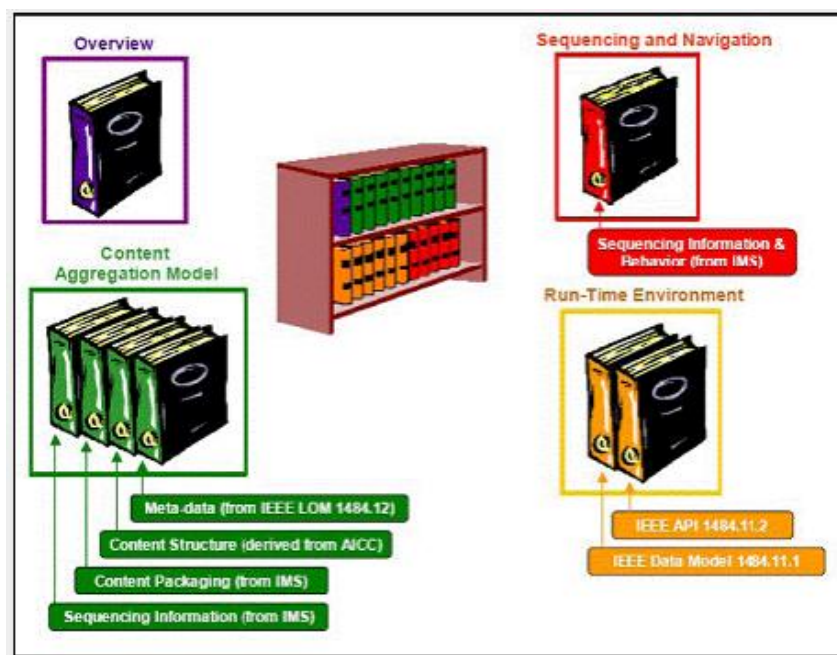 Overview
Sequencing and Navigation
Sequencing Information &
Behavior (from IMS)
Content
Aggregation Model
Run-Time Environment
Meta-data (from IEEE LOM 1484.12)
Content Structure (derived from AICC)
Content Packaging (from IMS)
Sequencing Information (from IMS)
IEEE API 1484.11.2
IEEE Data Model 1484.11.1